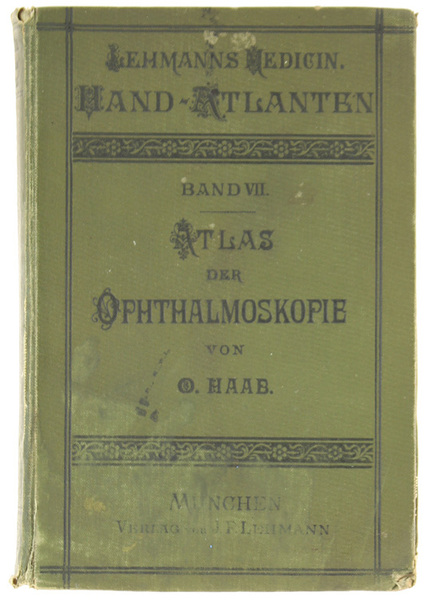 LEHMANNS MEDICIN.
HAND-ATLANTEN
BAND VII.
ATLAS
DER
OPHTHALMOSKOPIE
VON
O. HAAB.
MÜNCHEN
VERLAG VON J. F. LEHMANN